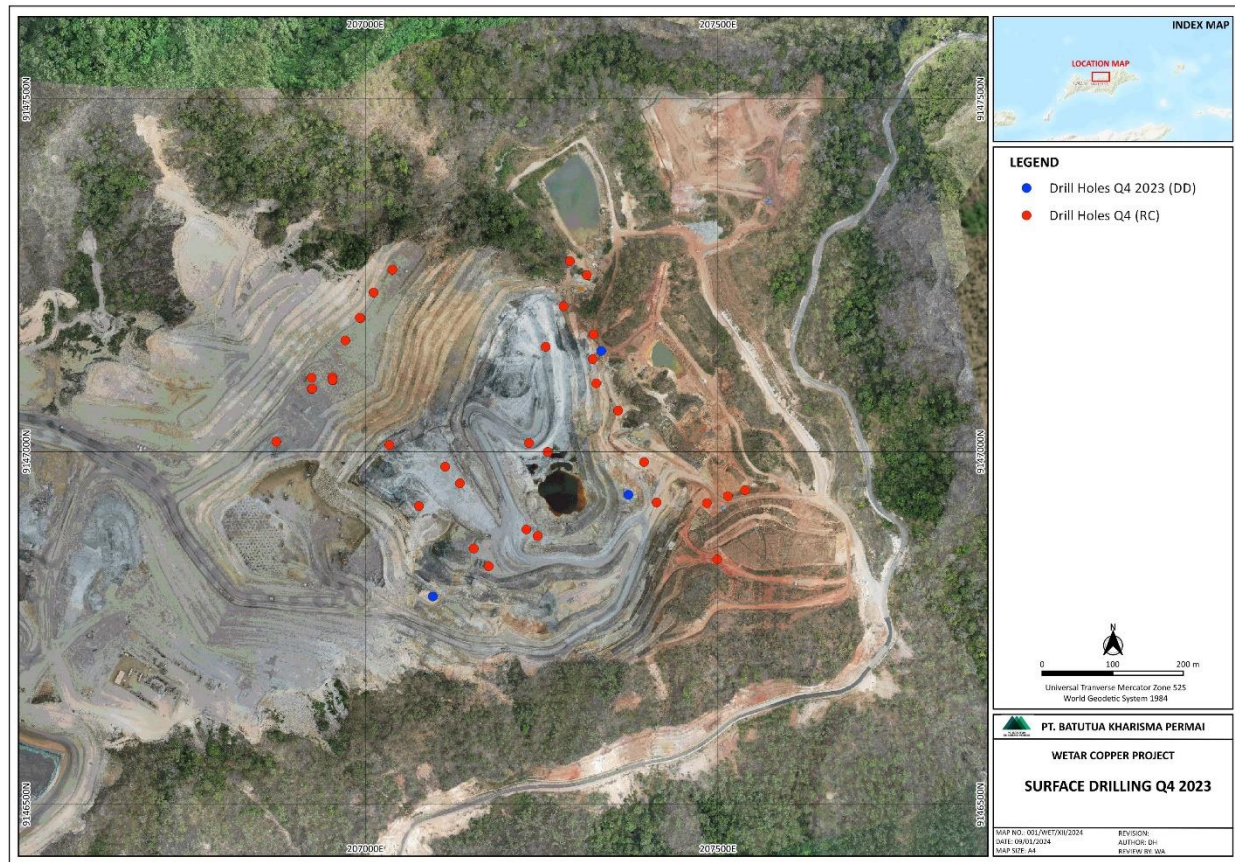 207000E
207500E
9147500N
9147500N
9147000N
9147000N
9146500N
9146500N
207000E
207500E
INDEX MAP
LOCATION MAP
LEGEND
Drill Holes Q4 2023 (DD)
Drill Holes Q4 (RC)
N
0 100 200 m
Universal Tranverse Mercator Zone 52S
World Geodetic System 1984
PT. BATUTUA KHARISMA PERMAI
WETAR COPPER PROJECT
SURFACE DRILLING Q4 2023
MAP NO.: 001/WET/XII/2024 REVISION:
DATE: 09/01/2024 AUTHOR: DH
MAP SIZE: A4 REVIEW BY: WA